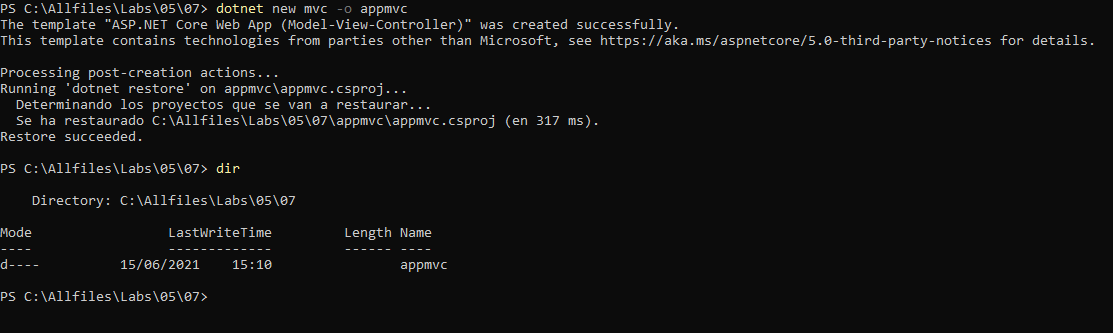 PS C:\Allfiles\Labs\05\07> dotnet new mvc -o appmvc
The template "ASP.NET Core Web App (Model-View-Controller)" was created successfully.
This template contains technologies from parties other than Microsoft, see https://aka.ms/aspnetcore/5.0-third-party-notices for details.
Processing post-creation actions...
Running 'dotnet restore' on appmvc\appmvc.csproj...
  Determinando los proyectos que se van a restaurar...
  Se ha restaurado C:\Allfiles\Labs\05\07\appmvc\appmvc.csproj (en 317 ms).
Restore succeeded.
PS C:\Allfiles\Labs\05\07> dir
    Directory: C:\Allfiles\Labs\05\07
Mode                 LastWriteTime         Length Name
----                 -------------         ------ ----
d----          15/06/2021    15:10                appmvc
PS C:\Allfiles\Labs\05\07>